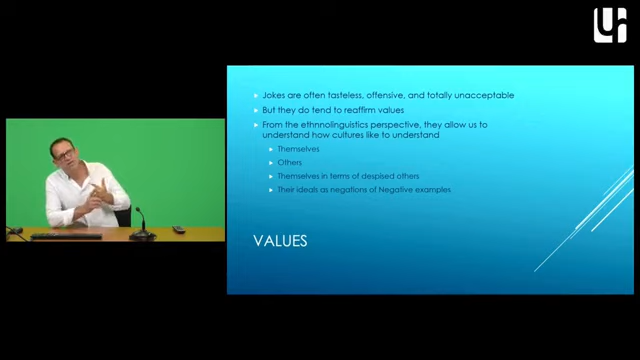 Jokes are often tasteless, offensive, and totally unacceptable
But they do tend to reaffirm values
From the ethnnolinguistics perspective, they allow us to
understand how cultures like to understand
Themselves
Others
Themselves in terms of despised others
Their ideals as negations of Negative examples
VALUES